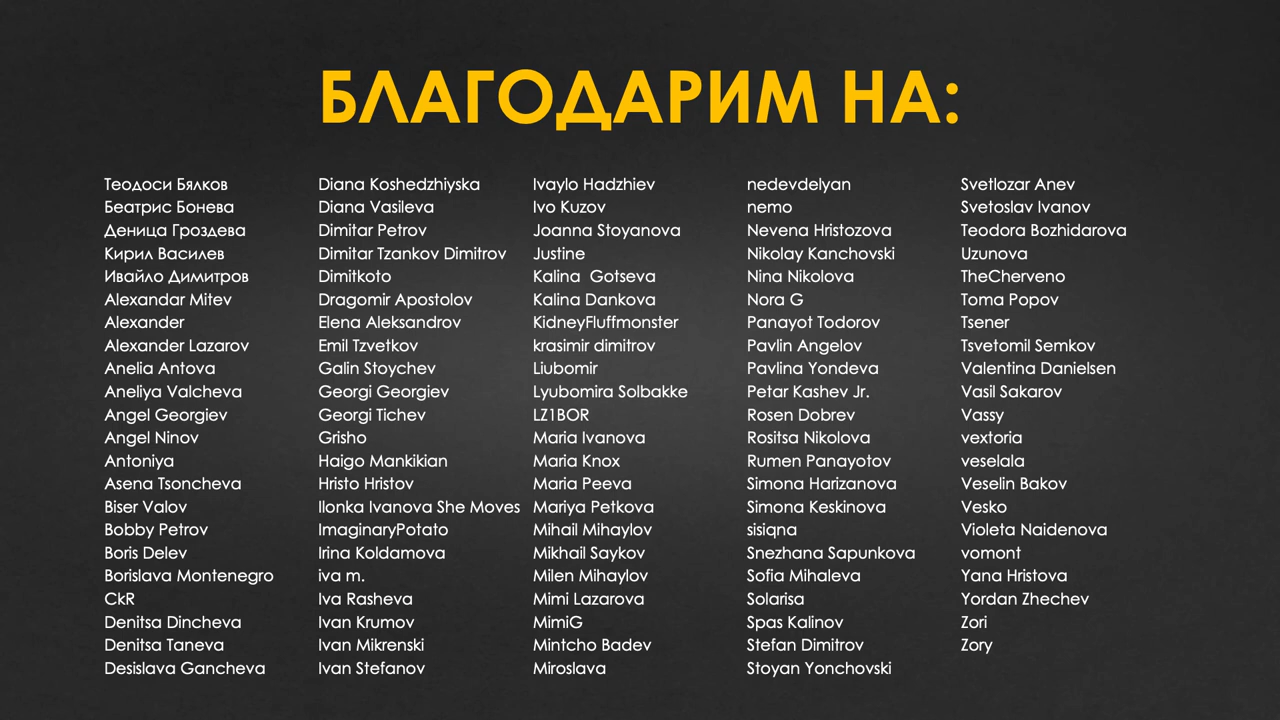 БЛАГОДАРИМ НА:
Теодоси Бялков
Беатрис Бонева
Деница Гроздева
Кирил Василев
Ивайло Димитров
Alexandar Mitev
Alexander
Alexander Lazarov
Anelia Antova
Aneliya Valcheva
Angel Georgiev
Angel Ninov
Antoniya
Asena Tsoncheva
Biser Valov
Bobby Petrov
Boris Delev
Borislava Montenegro
CkR
Denitsa Dincheva
Denitsa Taneva
Desislava Gancheva
Diana Koshedzhiyska
Diana Vasileva
Dimitar Petrov
Dimitar Tzankov Dimitrov
Dimitkoto
Dragomir Apostolov
Elena Aleksandrov
Emil Tzvetkov
Galin Stoychev
Georgi Georgiev
Georgi Tichev
Grisho
Haigo Mankikian
Hristo Hristov
Ilonka Ivanova She Moves
ImaginaryPotato
Irina Koldamova
iva m.
Iva Rasheva
Ivan Krumov
Ivan Mikrenski
Ivan Stefanov
Ivaylo Hadzhiev
Ivo Kuzov
Joanna Stoyanova
Justine
Kalina  Gotseva
Kalina Dankova
KidneyFluffmonster
krasimir dimitrov
Liubomir
Lyubomira Solbakke
LZ1BOR
Maria Ivanova
Maria Knox
Maria Peeva
Mariya Petkova
Mihail Mihaylov
Mikhail Saykov
Milen Mihaylov
Mimi Lazarova
MimiG
Mintcho Badev
Miroslava
nedevdelyan
nemo
Nevena Hristozova
Nikolay Kanchovski
Nina Nikolova
Nora G
Panayot Todorov
Pavlin Angelov
Pavlina Yondeva
Petar Kashev Jr.
Rosen Dobrev
Rositsa Nikolova
Rumen Panayotov
Simona Harizanova
Simona Keskinova
sisiqna
Snezhana Sapunkova
Sofia Mihaleva
Solarisa
Spas Kalinov
Stefan Dimitrov
Stoyan Yonchovski
Svetlozar Anev
Svetoslav Ivanov
Teodora Bozhidarova
Uzunova
TheCherveno
Toma Popov
Tsener
Tsvetomil Semkov
Valentina Danielsen
Vasil Sakarov
Vassy
vextoria
veselala
Veselin Bakov
Vesko
Violeta Naidenova
vomont
Yana Hristova
Yordan Zhechev
Zori
Zory